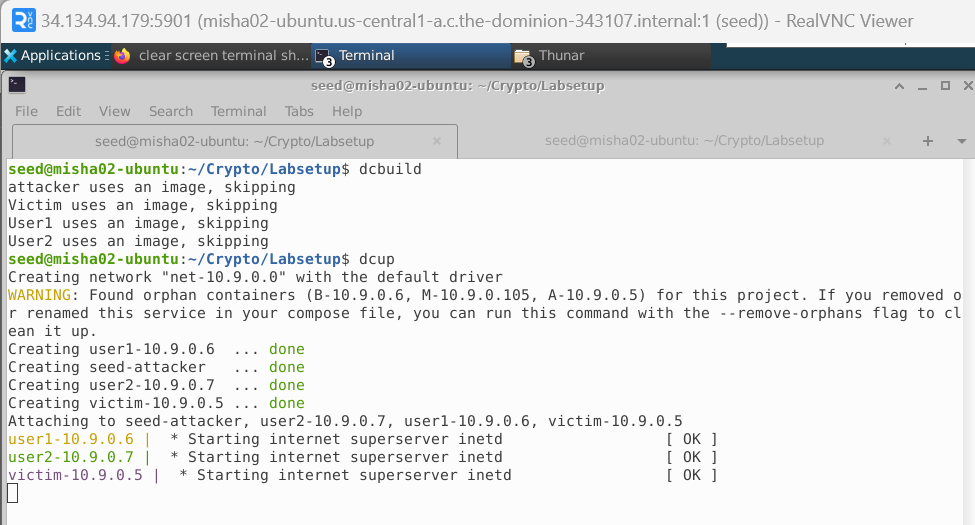 34.134.94.179:5901 (misha02-ubuntu.us-central1-a.c.the-dominion-343107.internal:1 (seed)) - RealVNC Viewer
Applications clear screen terminal sh... 3 Terminal 3 Thunar
seed@misha02-ubuntu: ~/Crypto/Labsetup
File Edit View Search Terminal Tabs Help
seed@misha02-ubuntu: ~/Crypto/Labsetup × seed@misha02-ubuntu: ~/Crypto/Labsetup ×
seed@misha02-ubuntu:~/Crypto/Labsetup$ dcbuild
attacker uses an image, skipping
Victim uses an image, skipping
User1 uses an image, skipping
User2 uses an image, skipping
seed@misha02-ubuntu:~/Crypto/Labsetup$ dcup
Creating network "net-10.9.0.0" with the default driver
WARNING: Found orphan containers (B-10.9.0.6, M-10.9.0.105, A-10.9.0.5) for this project. If you removed o
r renamed this service in your compose file, you can run this command with the --remove-orphans flag to cl
ean it up.
Creating user1-10.9.0.6  ... done
Creating seed-attacker   ... done
Creating user2-10.9.0.7  ... done
Creating victim-10.9.0.5 ... done
Attaching to seed-attacker, user2-10.9.0.7, user1-10.9.0.6, victim-10.9.0.5
user1-10.9.0.6 |  * Starting internet superserver inetd                  [ OK ]
user2-10.9.0.7 |  * Starting internet superserver inetd                  [ OK ]
victim-10.9.0.5 |  * Starting internet superserver inetd                 [ OK ]